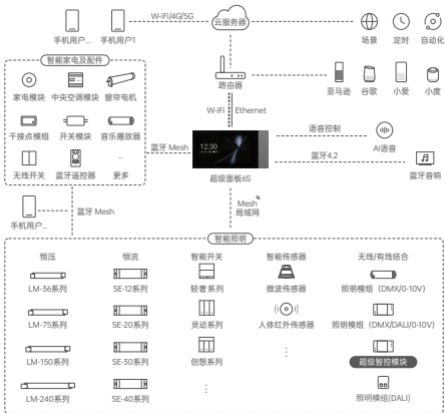 Wi-Fi/4G/5G
云服务器
手机用户...
手机用户1
场景
定时
自动化
智能家电及配件
路由器
家电模块
中央空调模块
窗帘电机
亚马逊
谷歌
小爱
小度
Wi-Fi
Ethernet
干接点模组
开关模块
音乐播放器
语音控制
AI语音
12:30
蓝牙 Mesh
蓝牙4.2
无线开关
蓝牙遥控器
更多
超级面板6S
蓝牙音响
蓝牙 Mesh
Mesh
局域网
手机用户...
智能照明
恒压
恒流
智能开关
智能传感器
无线/有线结合
LM-36系列
SE-12系列
轻奢系列
微波传感器
照明模组（DMX/0-10V）
LM-75系列
SE-20系列
灵动系列
人体红外传感器
照明模组（DMX/DALI/0-10V）
LM-150系列
SE-30系列
创想系列
超级智控模块
LM-240系列
SE-40系列
照明模组(DALI)